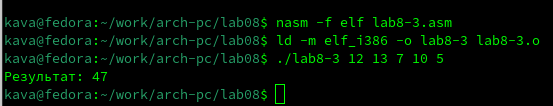 kava@fedora:~/work/arch-pc/lab08$ nasm -f elf lab8-3.asm
kava@fedora:~/work/arch-pc/lab08$ ld -m elf_i386 -o lab8-3 lab8-3.o
kava@fedora:~/work/arch-pc/lab08$ ./lab8-3 12 13 7 10 5
Результат: 47
kava@fedora:~/work/arch-pc/lab08$